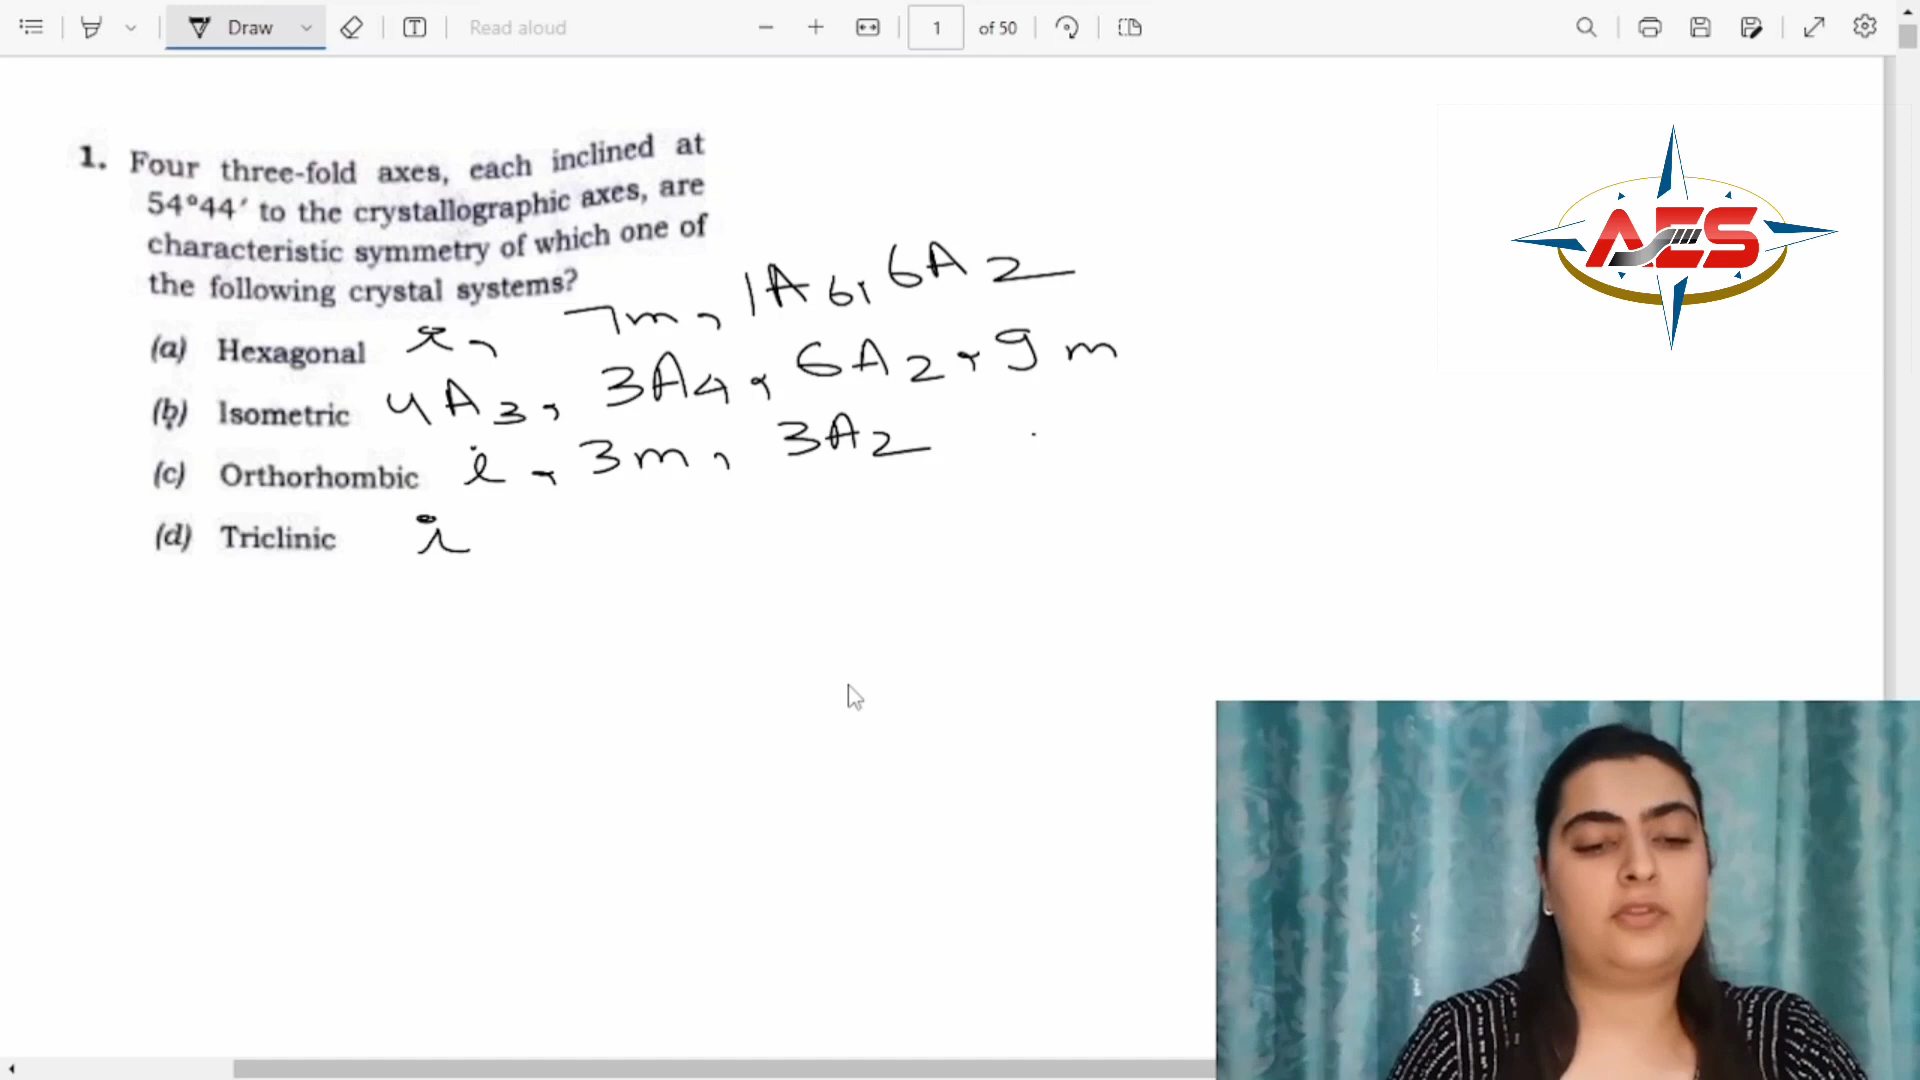 Draw
Read aloud
1
of 50
1. Four three-fold axes, each inclined at
54°44′ to the crystallographic axes, are
characteristic symmetry of which one of
the following crystal systems?
(a) Hexagonal i, 7m, 1A6, 6A2
(b) Isometric 4A3, 3A4, 6A2, 9m
(c) Orthorhombic i, 3m, 3A2
(d) Triclinic i
AES